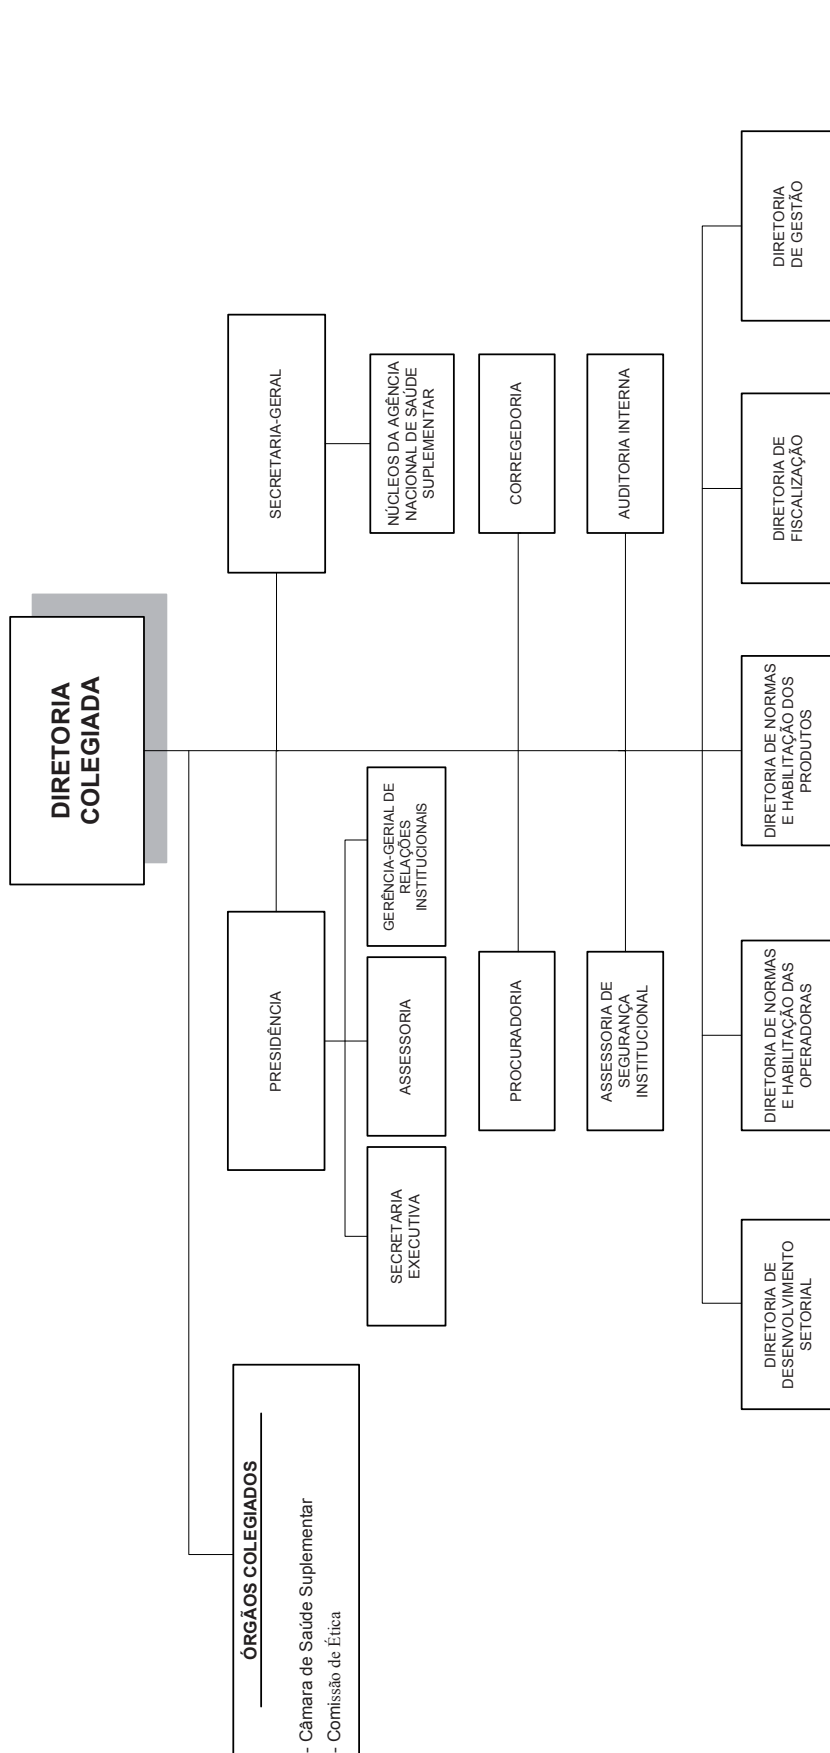 DIRETORIA
COLEGIADA
ÓRGÃOS COLEGIADOS
- Câmara de Saúde Suplementar
- Comissão de Ética
PRESIDÊNCIA
SECRETARIA-GERAL
SECRETARIA
EXECUTIVA
ASSESSORIA
GERÊNCIA-GERIAL DE
RELAÇÕES
INSTITUCIONAIS
NÚCLEOS DA AGÊNCIA
NACIONAL DE SAÚDE
SUPLEMENTAR
PROCURADORIA
CORREGEDORIA
ASSESSORIA DE
SEGURANÇA
INSTITUCIONAL
AUDITORIA INTERNA
DIRETORIA DE
DESENVOLVIMENTO
SETORIAL
DIRETORIA DE NORMAS
E HABILITAÇÃO DAS
OPERADORAS
DIRETORIA DE NORMAS
E HABILITAÇÃO DOS
PRODUTOS
DIRETORIA DE
FISCALIZAÇÃO
DIRETORIA
DE GESTÃO